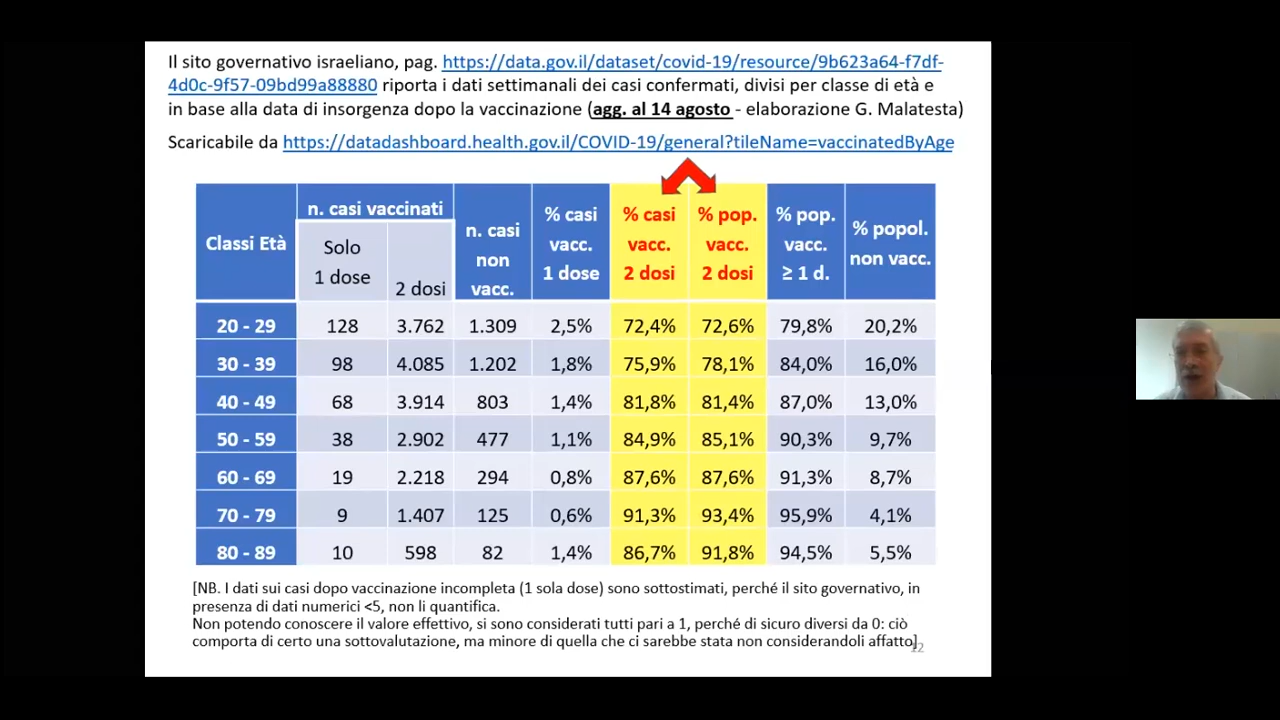 Il sito governativo israeliano, pag. https://data.gov.il/dataset/covid-19/resource/9b623a64-f7df-
4d0c-9f57-09bd99a88880 riporta i dati settimanali dei casi confermati, divisi per classe di età e
in base alla data di insorgenza dopo la vaccinazione (agg. al 14 agosto - elaborazione G. Malatesta)
Scaricabile da https://datadashboard.health.gov.il/COVID-19/general?tileName=vaccinatedByAge
Classi Età
n. casi vaccinati
Solo
1 dose
2 dosi
n. casi
non
vacc.
% casi
vacc.
1 dose
% casi
vacc.
2 dosi
% pop.
vacc.
2 dosi
% pop.
vacc.
≥ 1 d.
% popol.
non vacc.
20 - 29 128 3.762 1.309 2,5% 72,4% 72,6% 79,8% 20,2%
30 - 39 98 4.085 1.202 1,8% 75,9% 78,1% 84,0% 16,0%
40 - 49 68 3.914 803 1,4% 81,8% 81,4% 87,0% 13,0%
50 - 59 38 2.902 477 1,1% 84,9% 85,1% 90,3% 9,7%
60 - 69 19 2.218 294 0,8% 87,6% 87,6% 91,3% 8,7%
70 - 79 9 1.407 125 0,6% 91,3% 93,4% 95,9% 4,1%
80 - 89 10 598 82 1,4% 86,7% 91,8% 94,5% 5,5%
[NB. I dati sui casi dopo vaccinazione incompleta (1 sola dose) sono sottostimati, perché il sito governativo, in
presenza di dati numerici <5, non li quantifica.
Non potendo conoscere il valore effettivo, si sono considerati tutti pari a 1, perché di sicuro diversi da 0: ciò
comporta di certo una sottovalutazione, ma minore di quella che ci sarebbe stata non considerandoli affatto]
12